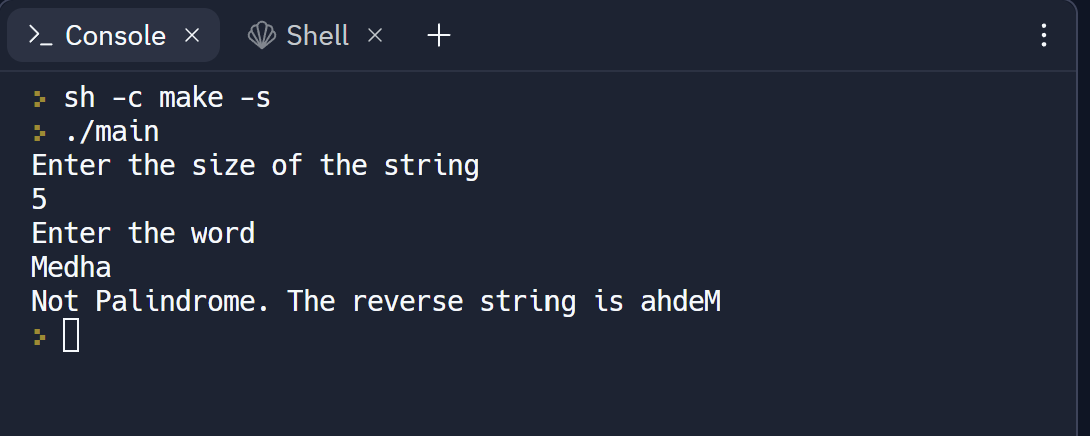 Console Shell
sh -c make -s
./main
Enter the size of the string
5
Enter the word
Medha
Not Palindrome. The reverse string is ahdeM